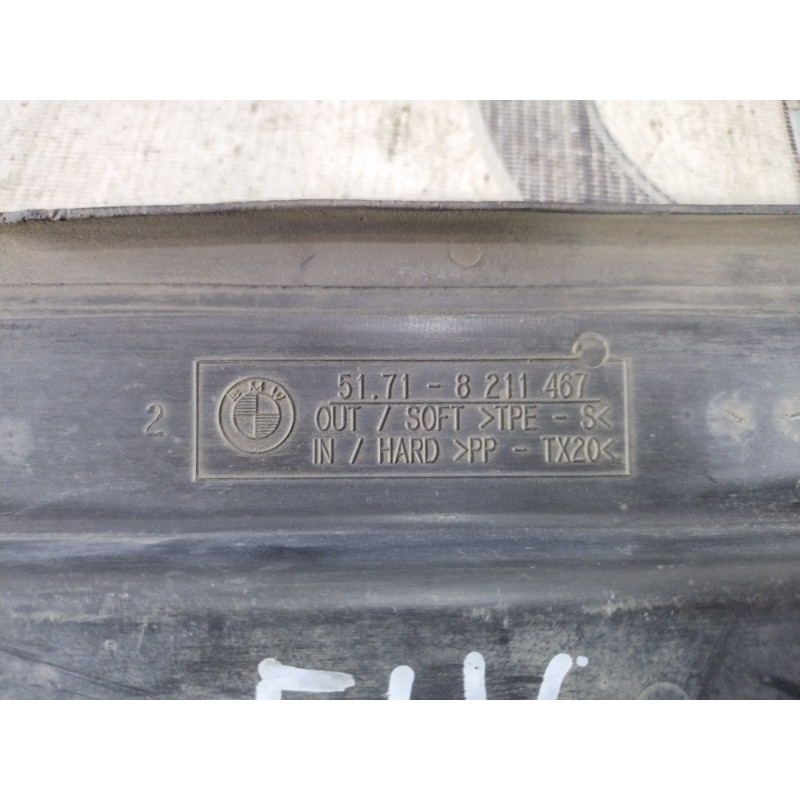 51.71 - 8 211 467
BMW
2
OUT / SOFT >TPE - S<
IN / HARD >PP - TX20<